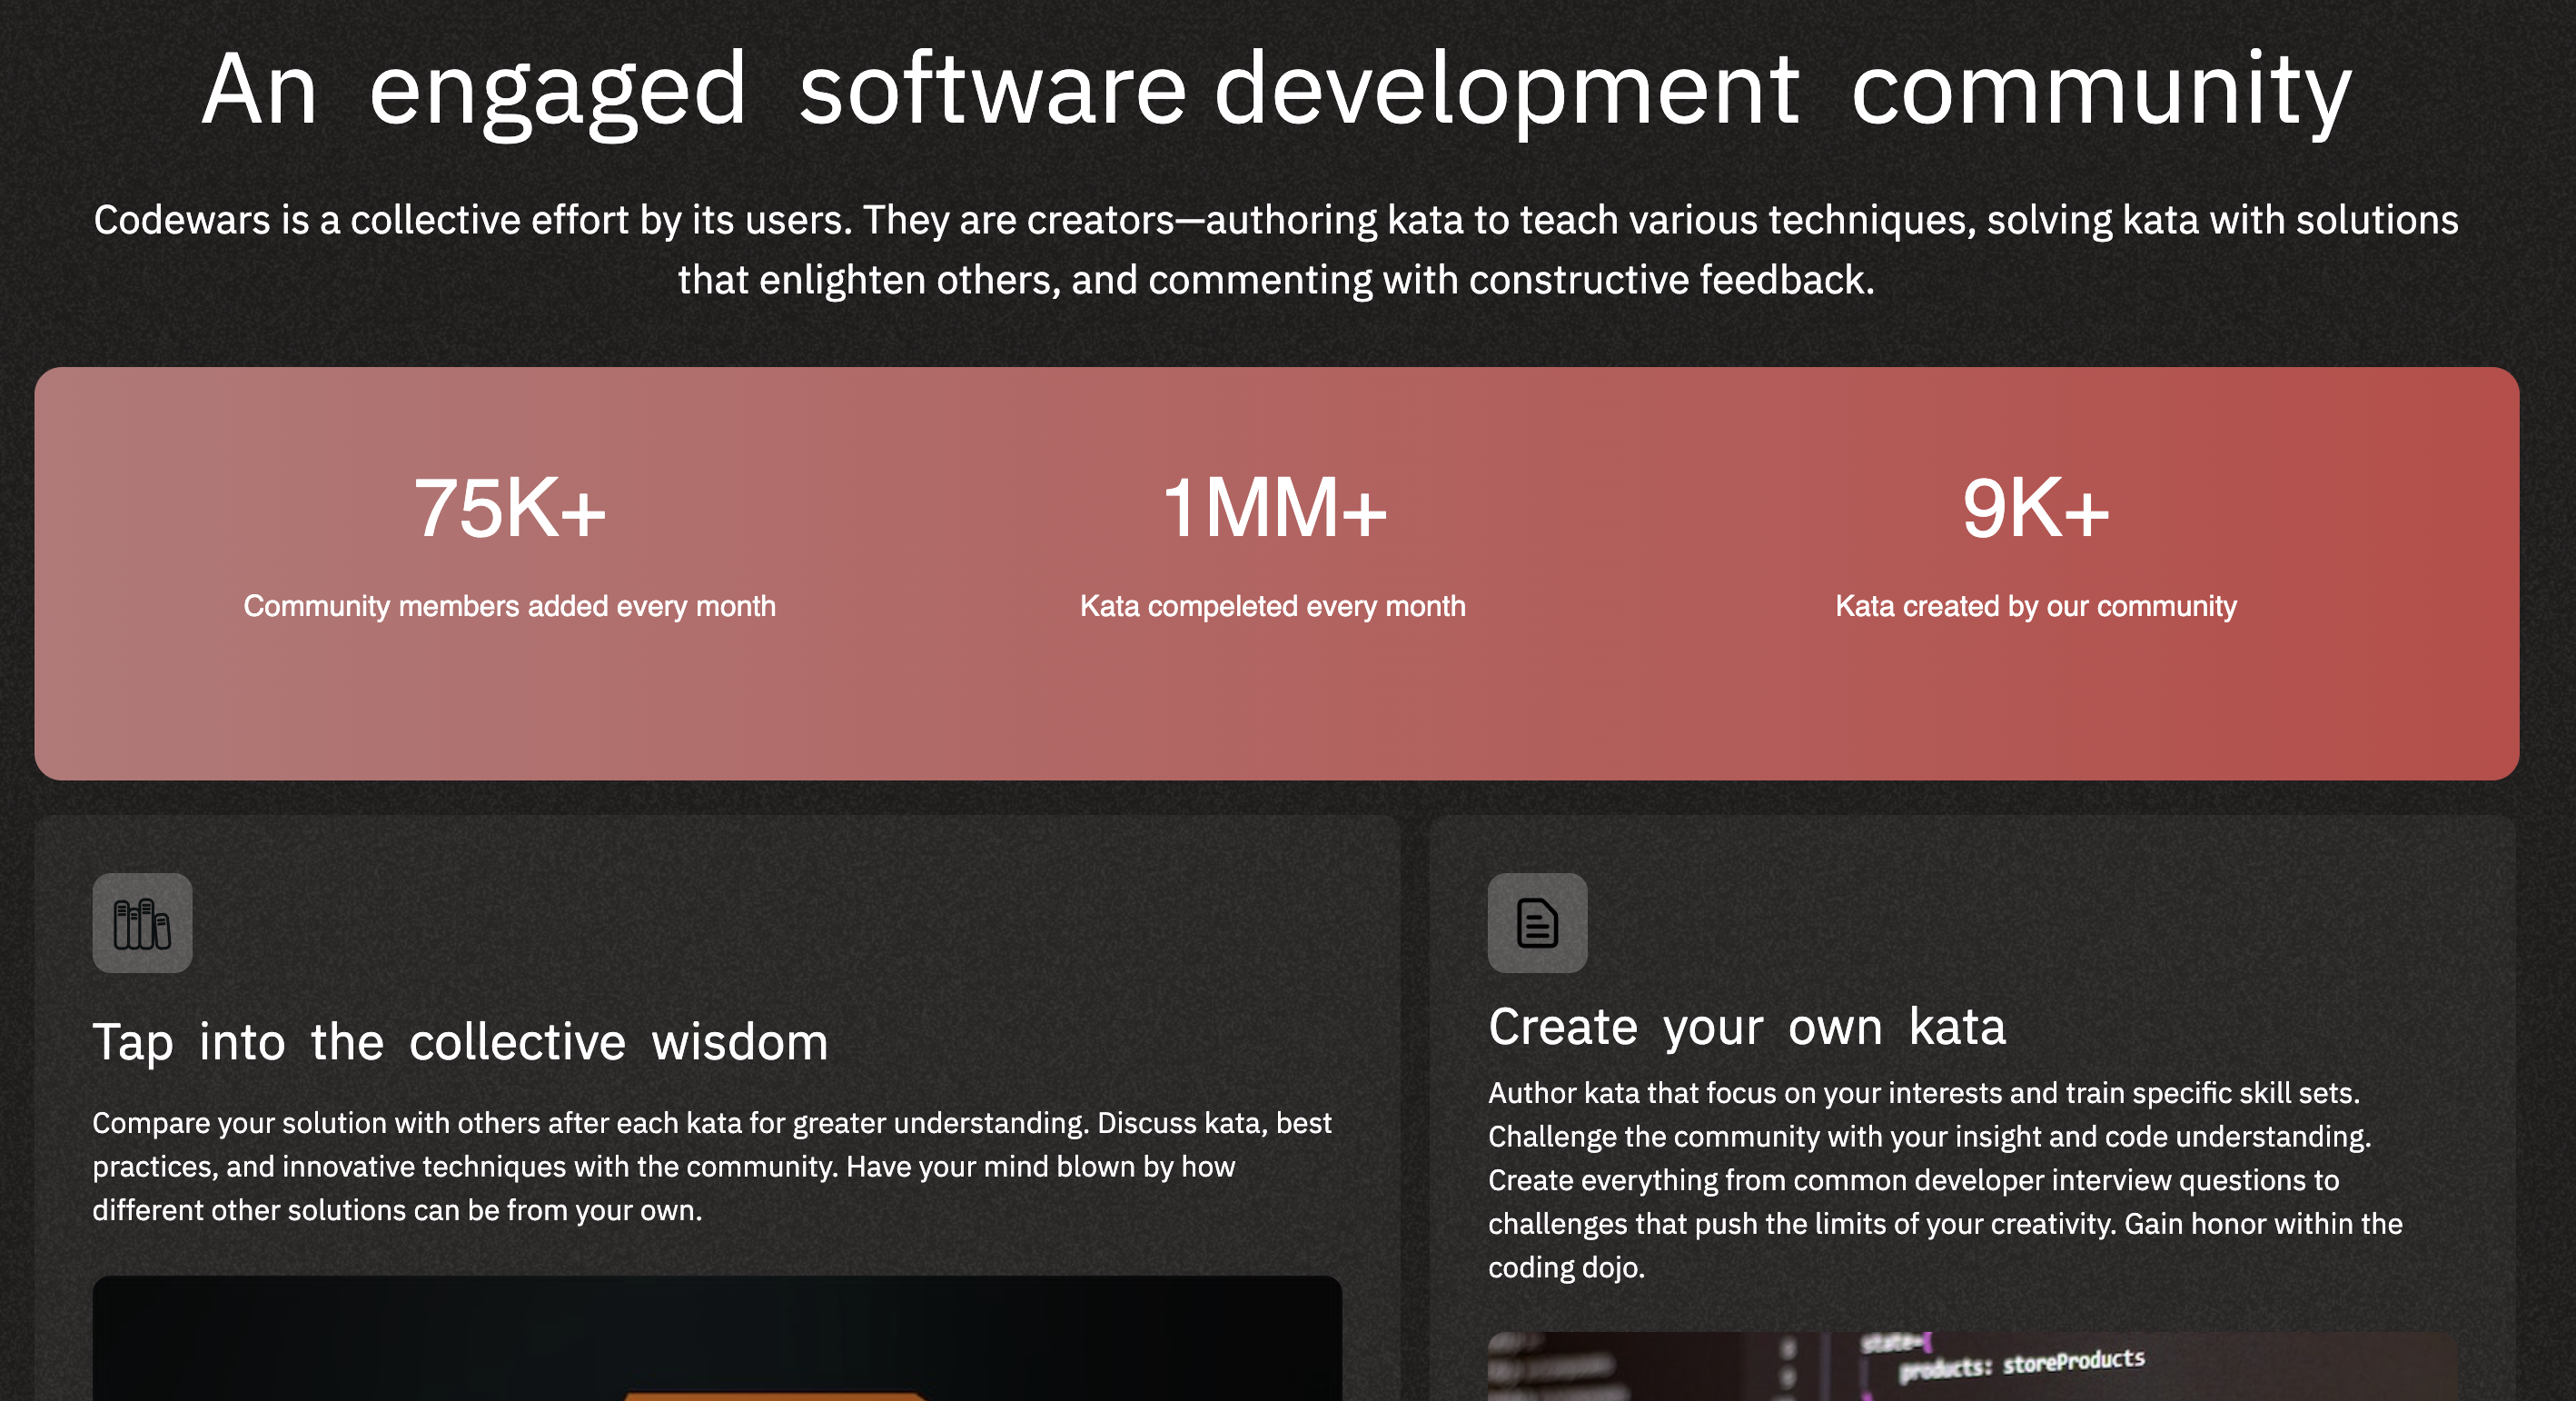 An engaged software development community
Codewars is a collective effort by its users. They are creators—authoring kata to teach various techniques, solving kata with solutions
that enlighten others, and commenting with constructive feedback.
75K+
Community members added every month
1MM+
Kata compeleted every month
9K+
Kata created by our community
Tap into the collective wisdom
Compare your solution with others after each kata for greater understanding. Discuss kata, best
practices, and innovative techniques with the community. Have your mind blown by how
different other solutions can be from your own.
Create your own kata
Author kata that focus on your interests and train specific skill sets.
Challenge the community with your insight and code understanding.
Create everything from common developer interview questions to
challenges that push the limits of your creativity. Gain honor within the
coding dojo.
state={
products: storeProducts